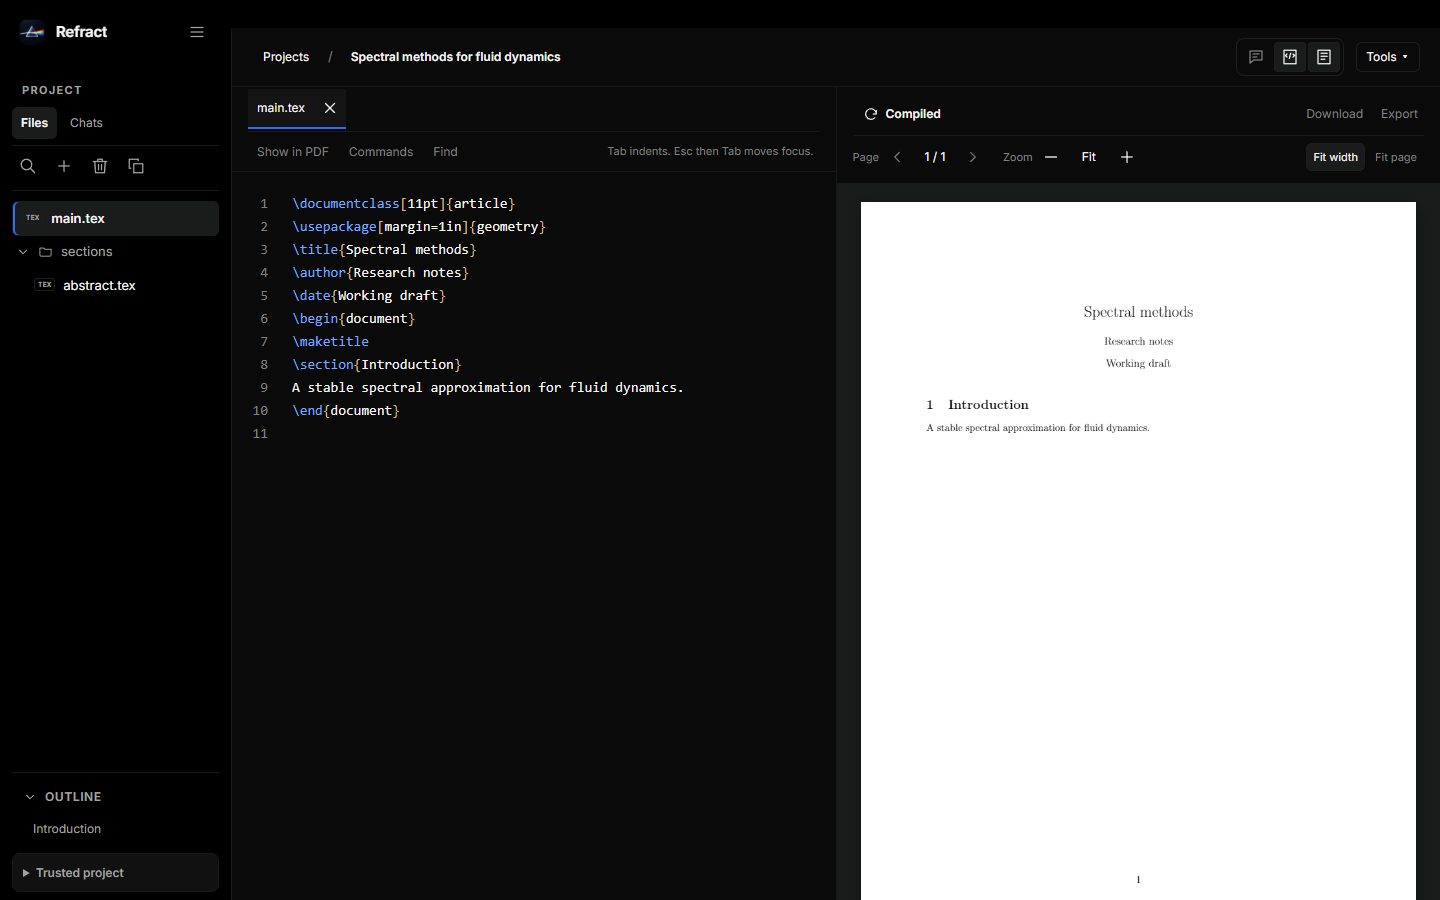 Refract
PROJECT
Files
Chats
TEX main.tex
sections
TEX abstract.tex
OUTLINE
Introduction
Trusted project
Projects / Spectral methods for fluid dynamics
Tools
main.tex
Show in PDF
Commands
Find
Tab indents. Esc then Tab moves focus.
1 \documentclass[11pt]{article}
2 \usepackage[margin=1in]{geometry}
3 \title{Spectral methods}
4 \author{Research notes}
5 \date{Working draft}
6 \begin{document}
7 \maketitle
8 \section{Introduction}
9 A stable spectral approximation for fluid dynamics.
10 \end{document}
11
Compiled
Download
Export
Page
1 / 1
Zoom
Fit
Fit width
Fit page
Spectral methods
Research notes
Working draft
1 Introduction
A stable spectral approximation for fluid dynamics.
1